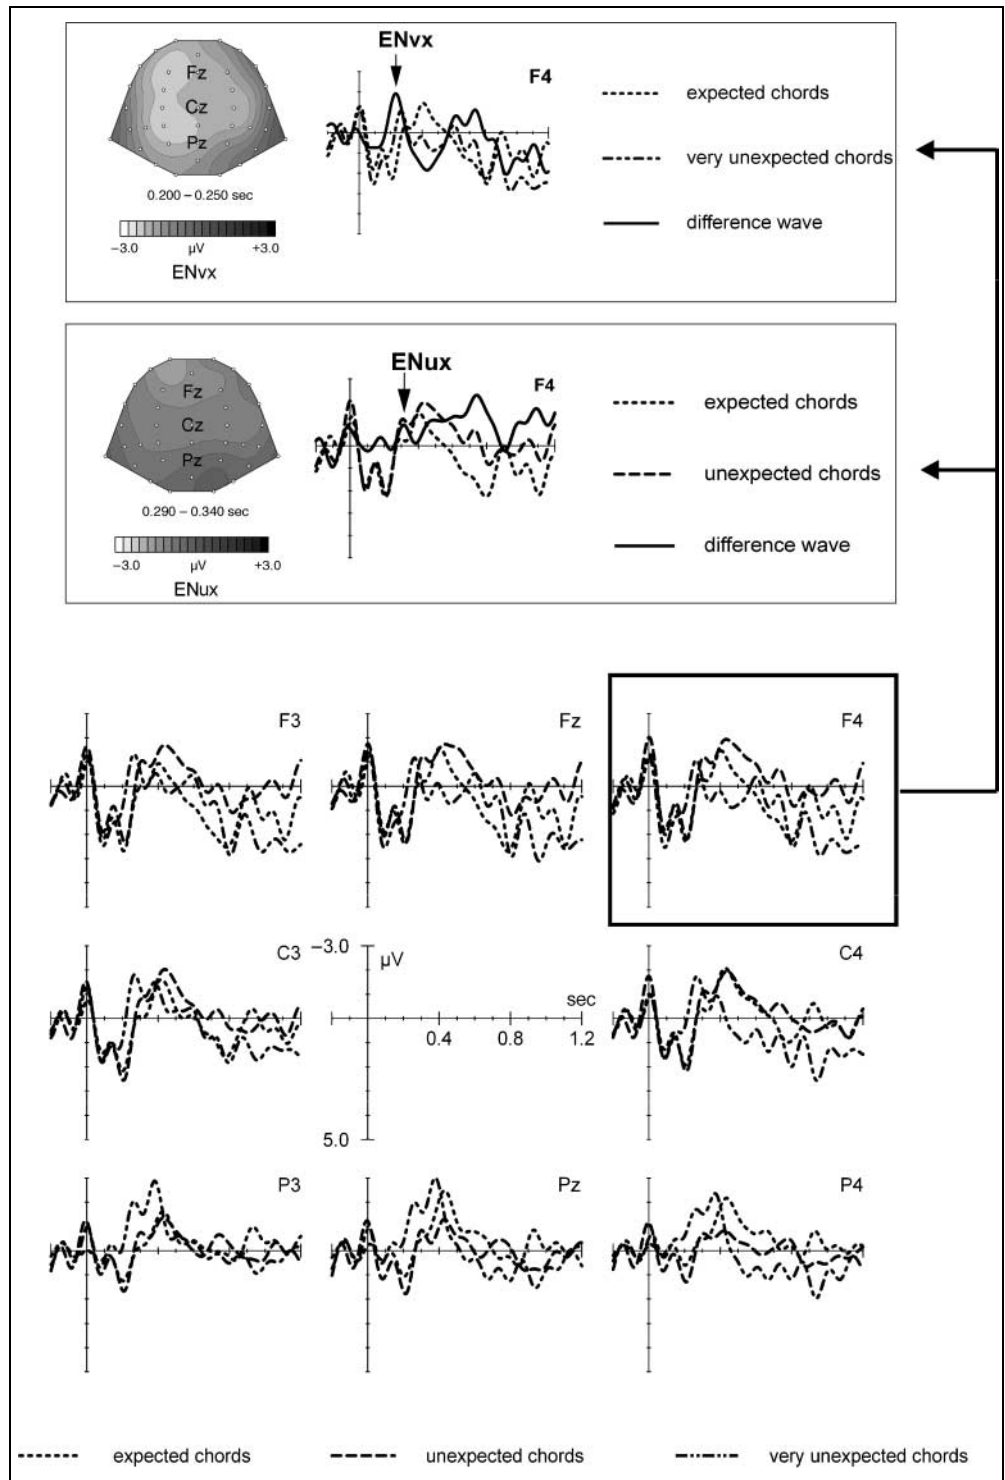 ENvx
F4
Fz
Cz
Pz
0.200 – 0.250 sec
−3.0 µV +3.0
ENvx
expected chords
very unexpected chords
difference wave
ENux
F4
Fz
Cz
Pz
0.290 – 0.340 sec
−3.0 µV +3.0
ENux
expected chords
unexpected chords
difference wave
F3
Fz
F4
C3
−3.0
µV
sec
0.4 0.8 1.2
5.0
C4
P3
Pz
P4
expected chords
unexpected chords
very unexpected chords